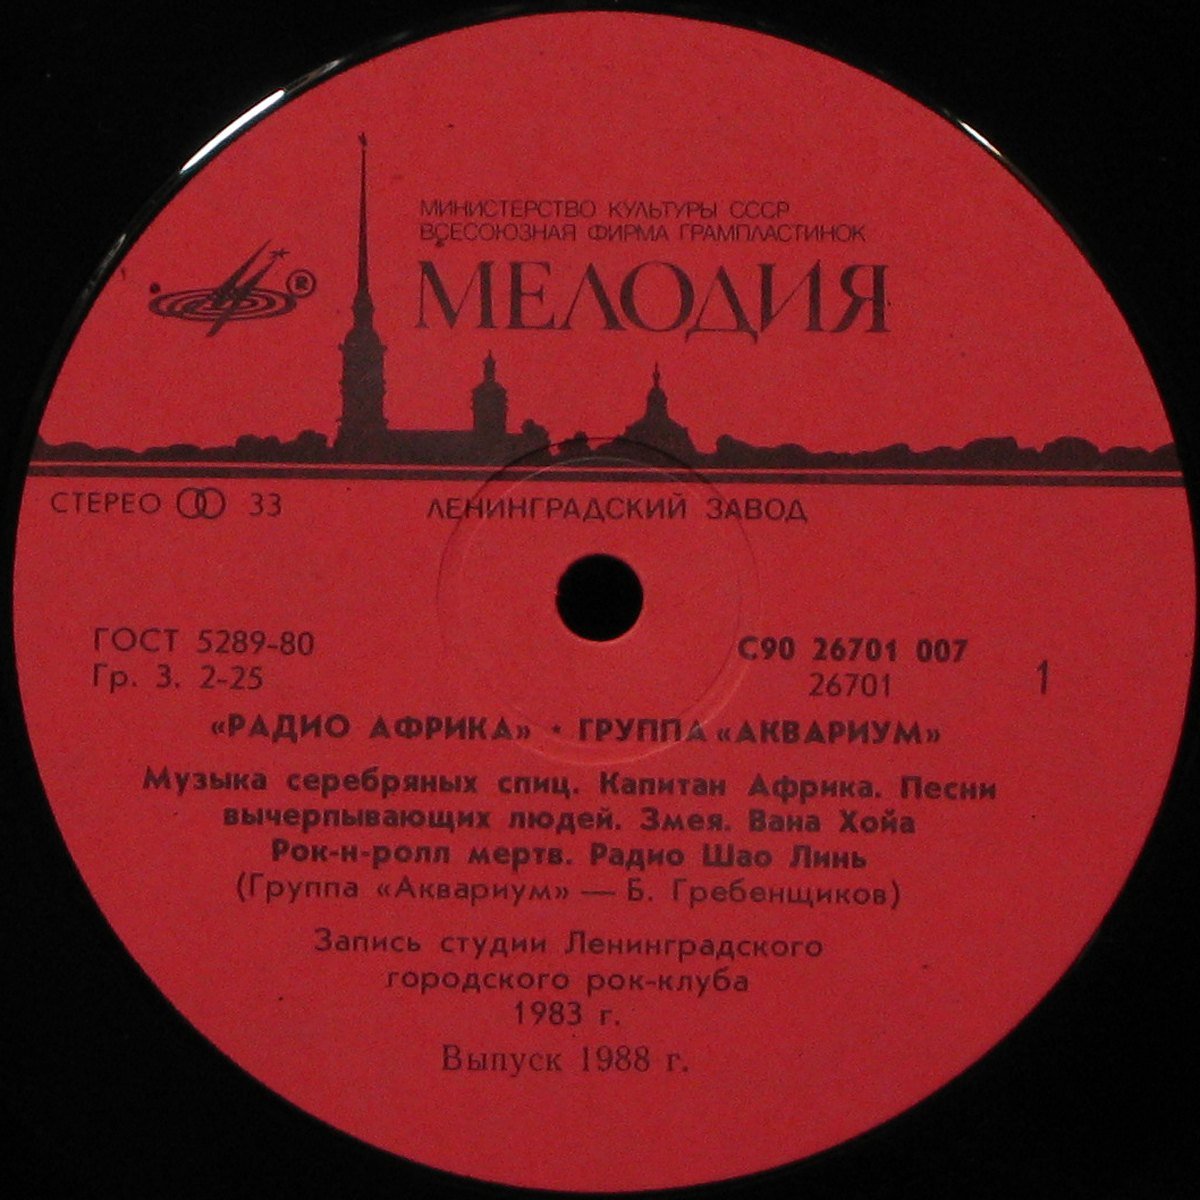 МИНИСТЕРСТВО КУЛЬТУРЫ СССР
ВСЕСОЮЗНАЯ ФИРМА ГРАМПЛАСТИНОК
®
МЕЛОДИЯ
СТЕРЕО 33
ЛЕНИНГРАДСКИЙ ЗАВОД
ГОСТ 5289-80
Гр. 3. 2-25
С90 26701 007
26701
1
«РАДИО АФРИКА» • ГРУППА «АКВАРИУМ»
Музыка серебряных спиц. Капитан Африка. Песни
вычерпывающих людей. Змея. Вана Хойа
Рок-н-ролл мертв. Радио Шао Линь
(Группа «Аквариум» — Б. Гребенщиков)
Запись студии Ленинградского
городского рок-клуба
1983 г.
Выпуск 1988 г.